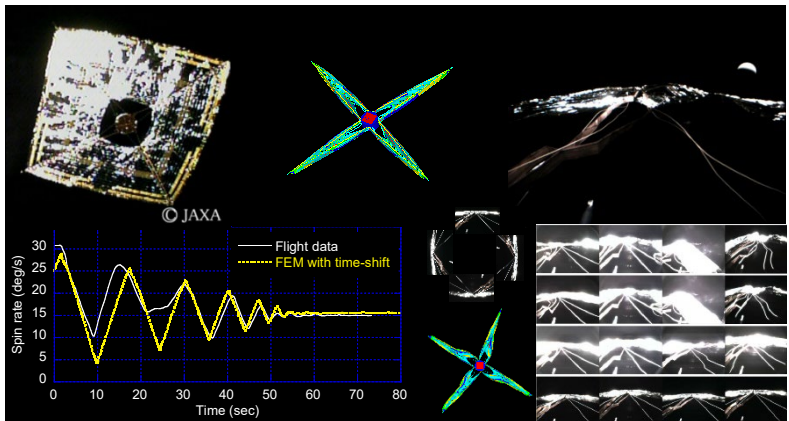 © JAXA
Flight data
FEM with time-shift
Spin rate (deg/s)
30
25
20
15
10
5
0
0 10 20 30 40 50 60 70 80
Time (sec)